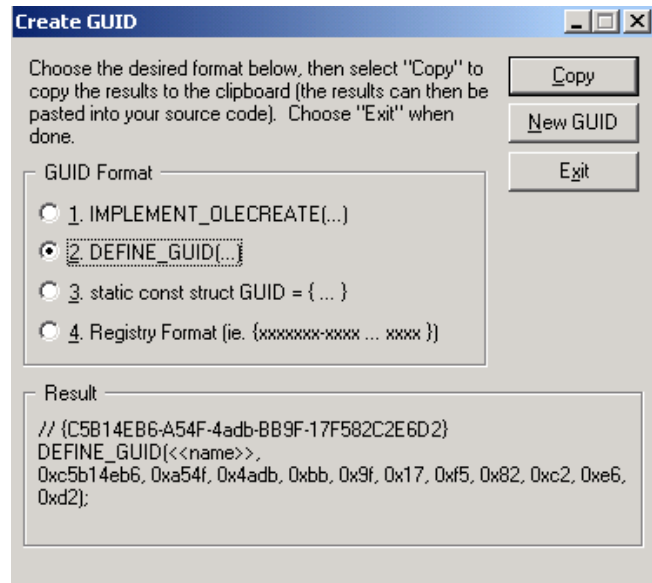 Create GUID
Choose the desired format below, then select "Copy" to
copy the results to the clipboard (the results can then be
pasted into your source code). Choose "Exit" when
done.
Copy
New GUID
Exit
GUID Format
1. IMPLEMENT_OLECREATE(...)
2. DEFINE_GUID(...)
3. static const struct GUID = { ... }
4. Registry Format (ie. {xxxxxxx-xxxx ... xxxx })
Result
// {C5B14EB6-A54F-4adb-BB9F-17F582C2E6D2}
DEFINE_GUID(<<name>>,
0xc5b14eb6, 0xa54f, 0x4adb, 0xbb, 0x9f, 0x17, 0xf5, 0x82, 0xc2, 0xe6,
0xd2);